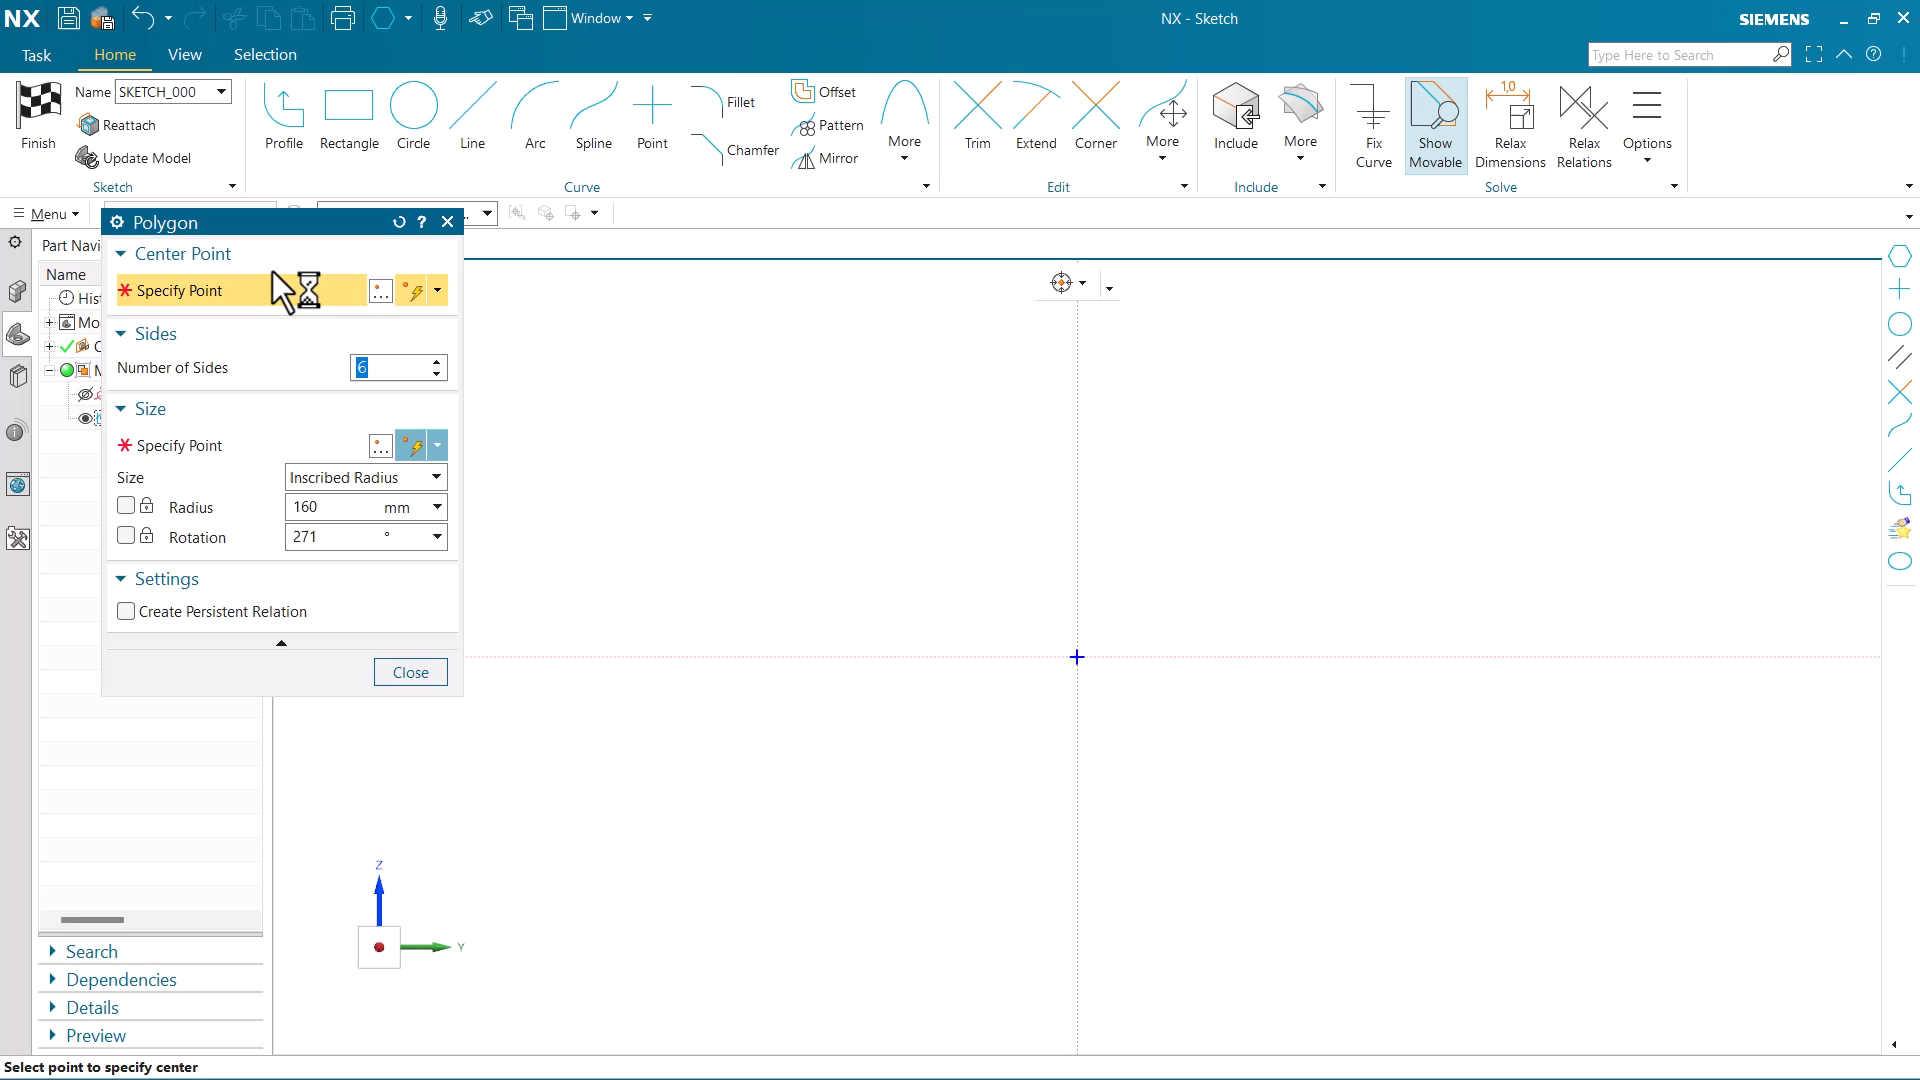 NX
Window
NX - Sketch
SIEMENS
Task
Home
View
Selection
Type Here to Search
Finish
Name
SKETCH_000
Reattach
Update Model
Sketch
Profile
Rectangle
Circle
Line
Arc
Spline
Point
Fillet
Chamfer
Offset
Pattern
Mirror
More
Curve
Trim
Extend
Corner
More
Edit
Include
More
Include
Fix Curve
Show Movable
1,0
Relax Dimensions
Relax Relations
Options
Solve
Menu
Polygon
Part Navi
Name
Center Point
Specify Point
Sides
Number of Sides
6
Size
Specify Point
Size
Inscribed Radius
Radius
160 mm
Rotation
271 °
Settings
Create Persistent Relation
Close
Z
Y
Search
Dependencies
Details
Preview
Select point to specify center